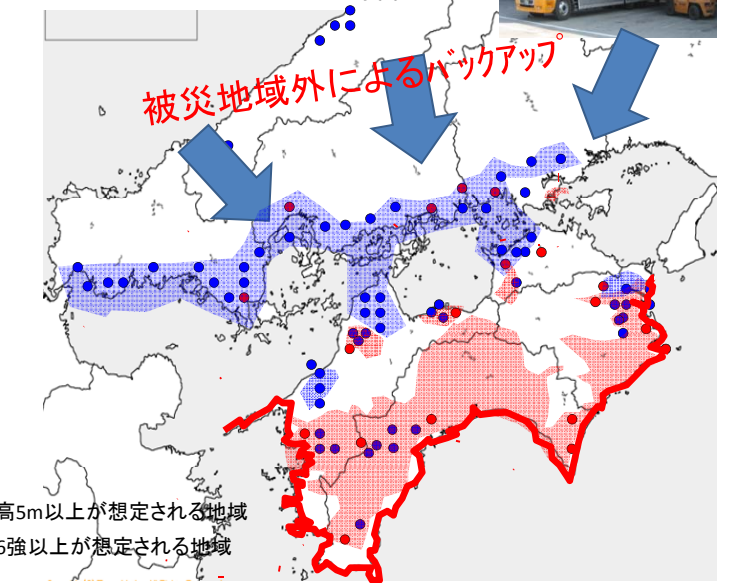 被災地域外によるバックアップ
高5m以上が想定される地域
6強以上が想定される地域